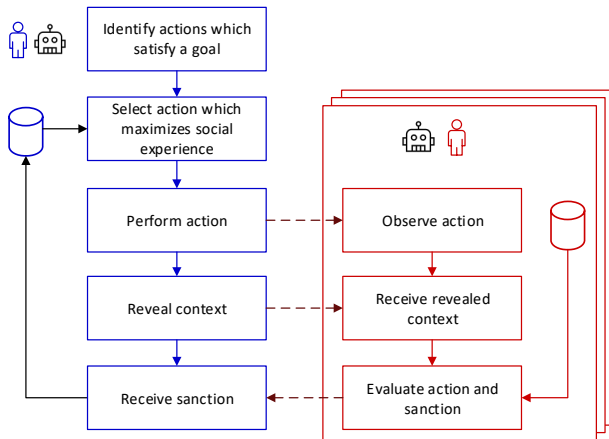 Identify actions which
satisfy a goal
Select action which
maximizes social
experience
Perform action
Observe action
Reveal context
Receive revealed
context
Receive sanction
Evaluate action and
sanction